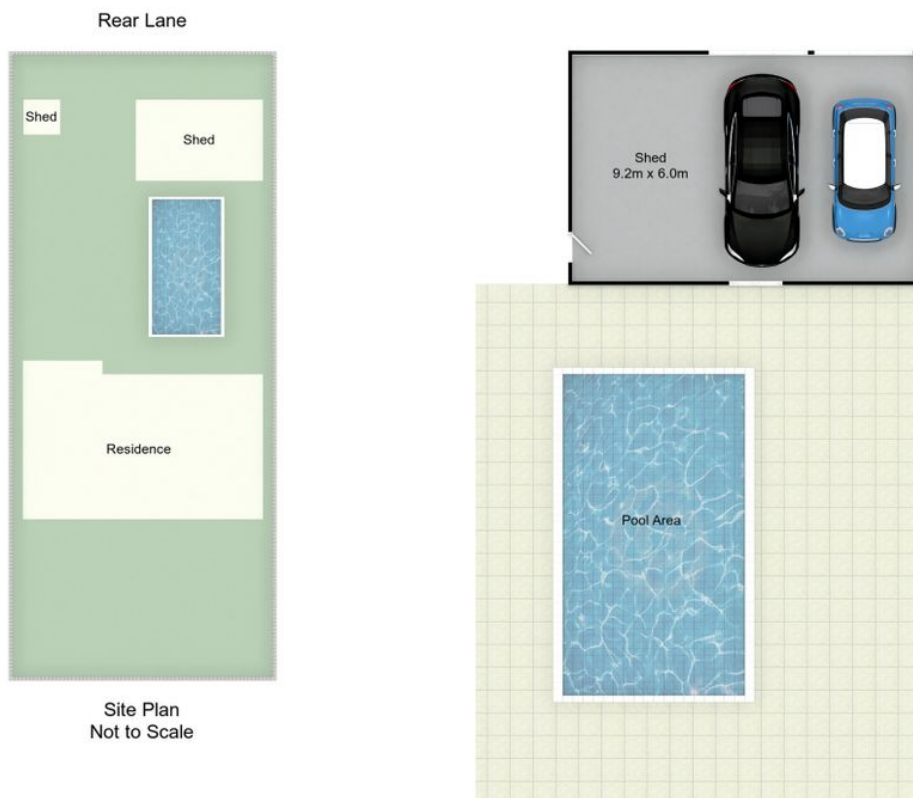 Rear Lane
Shed
Shed
Residence
Site Plan
Not to Scale
Shed
9.2m x 6.0m
Pool Area